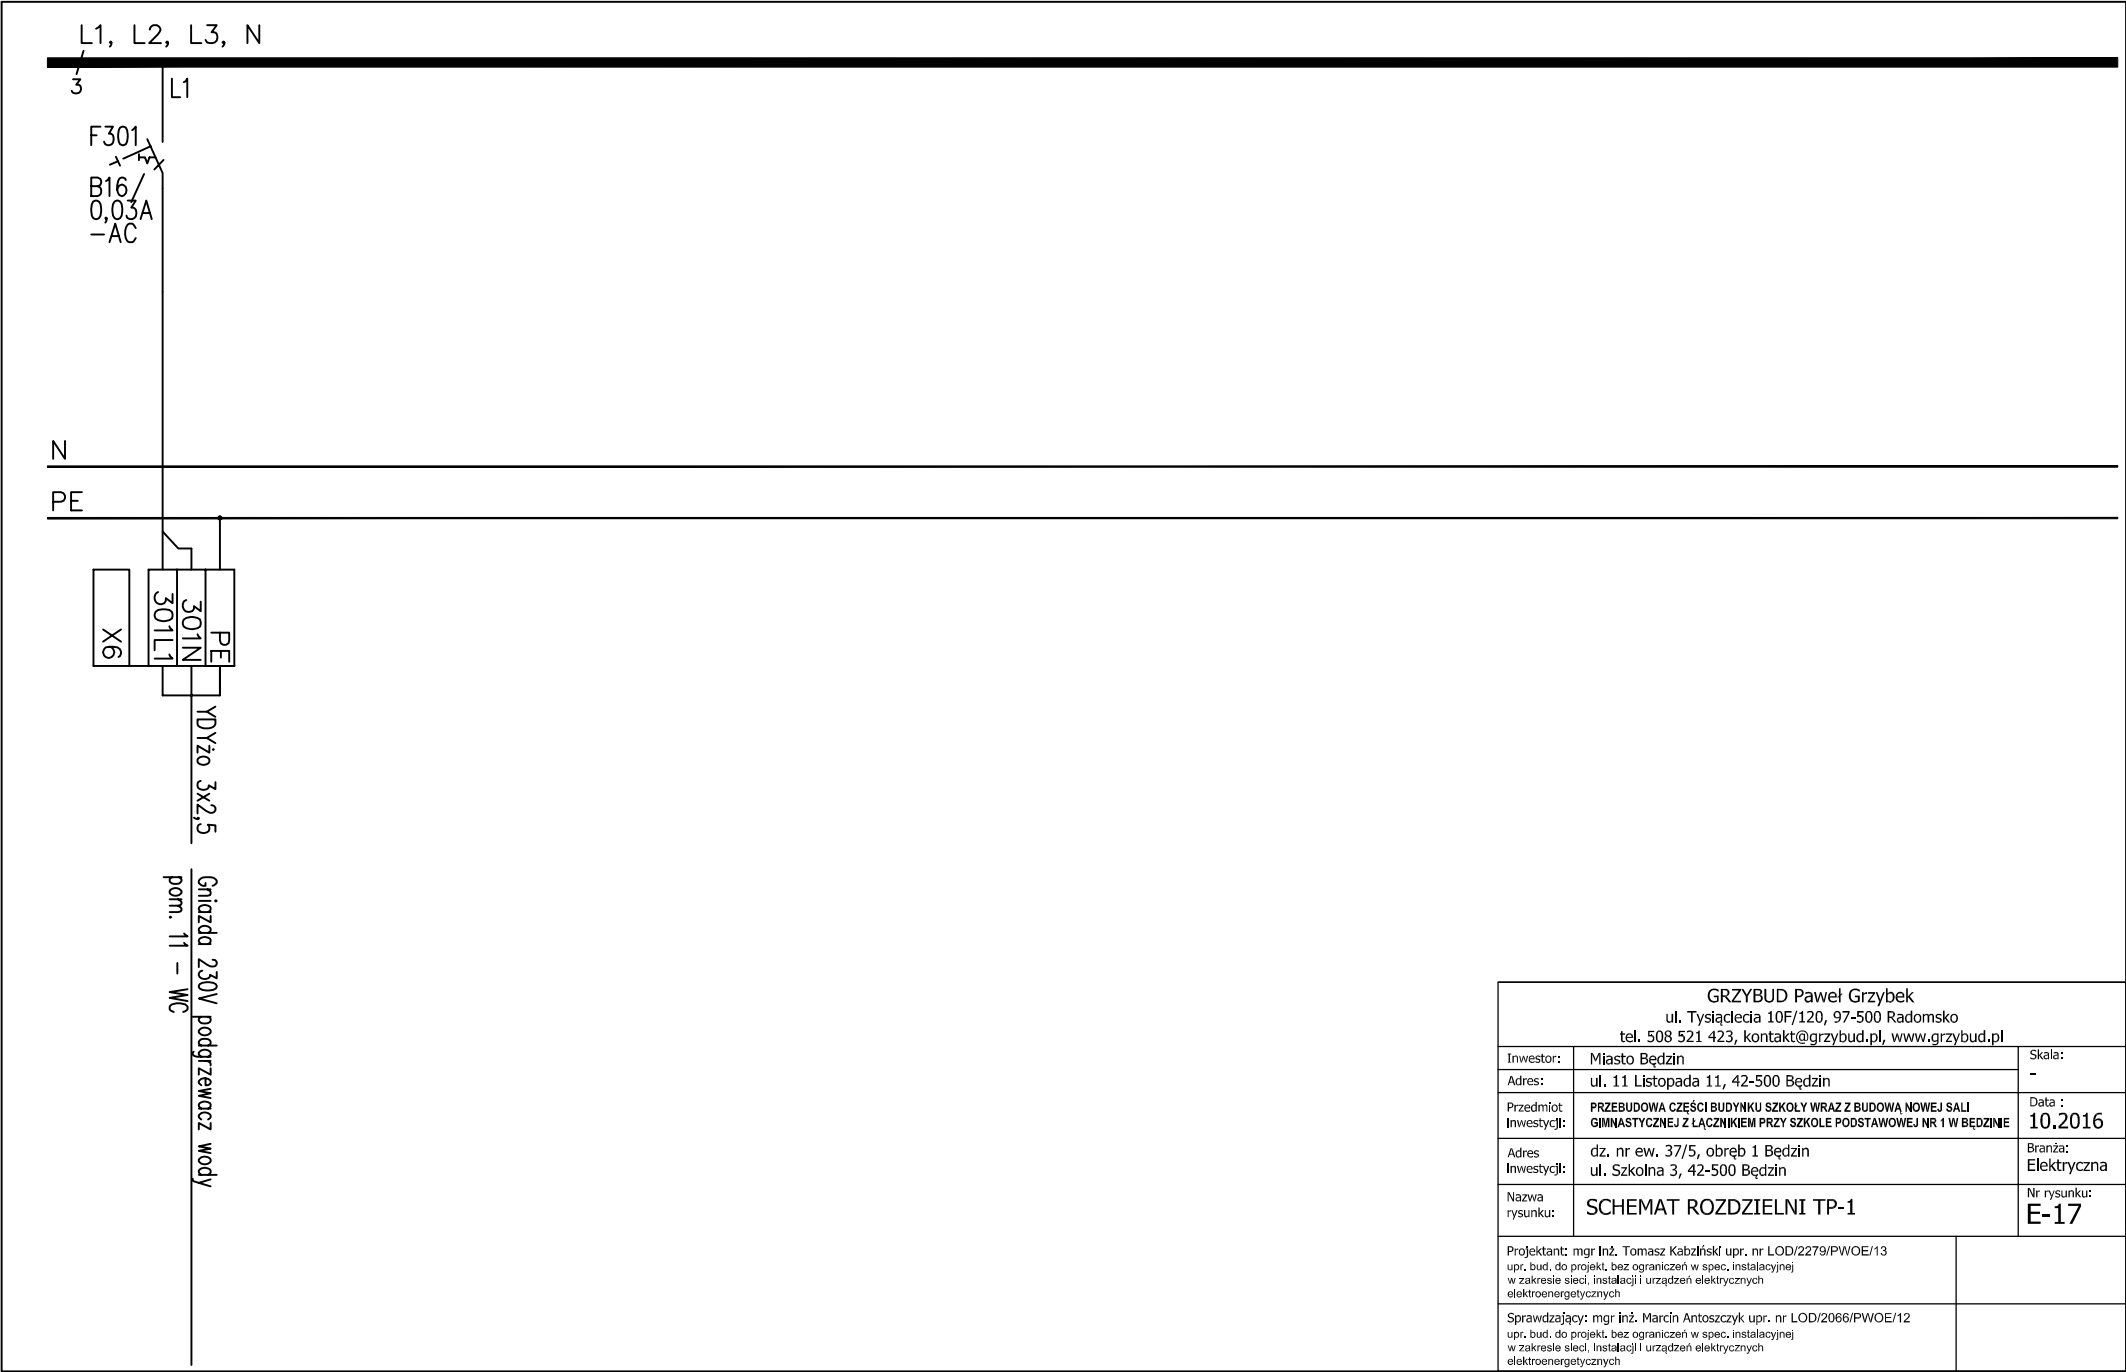 L1, L2, L3, N
3
L1
F301
B16/
0,03A
-AC
N
PE
X6
301L1
301N
PE
YDYżo 3x2,5
Gniazda 230V podgrzewacz wody
pom. 11 - WC
GRZYBUD Paweł Grzybek
ul. Tysiąclecia 10F/120, 97-500 Radomsko
tel. 508 521 423, kontakt@grzybud.pl, www.grzybud.pl
Inwestor:
Miasto Będzin
Skala:
-
Adres:
ul. 11 Listopada 11, 42-500 Będzin
Przedmiot
Inwestycji:
PRZEBUDOWA CZĘŚCI BUDYNKU SZKOŁY WRAZ Z BUDOWĄ NOWEJ SALI
GIMNASTYCZNEJ Z ŁĄCZNIKIEM PRZY SZKOLE PODSTAWOWEJ NR 1 W BĘDZINIE
Data :
10.2016
Adres
Inwestycji:
dz. nr ew. 37/5, obręb 1 Będzin
ul. Szkolna 3, 42-500 Będzin
Branża:
Elektryczna
Nazwa
rysunku:
SCHEMAT ROZDZIELNI TP-1
Nr rysunku:
E-17
Projektant: mgr inż. Tomasz Kabziński upr. nr LOD/2279/PWOE/13
upr. bud. do projekt. bez ograniczeń w spec. instalacyjnej
w zakresie sieci, instalacji i urządzeń elektrycznych
elektroenergetycznych
Sprawdzający: mgr inż. Marcin Antoszczyk upr. nr LOD/2066/PWOE/12
upr. bud. do projekt. bez ograniczeń w spec. instalacyjnej
w zakresie sieci, instalacji i urządzeń elektrycznych
elektroenergetycznych